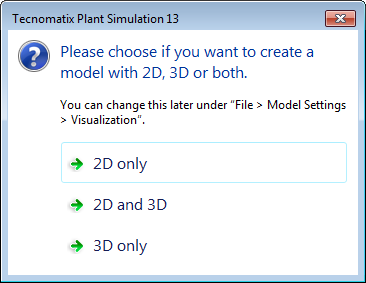 Tecnomatix Plant Simulation 13
Please choose if you want to create a
model with 2D, 3D or both.
You can change this later under “File > Model Settings
> Visualization”.
2D only
2D and 3D
3D only